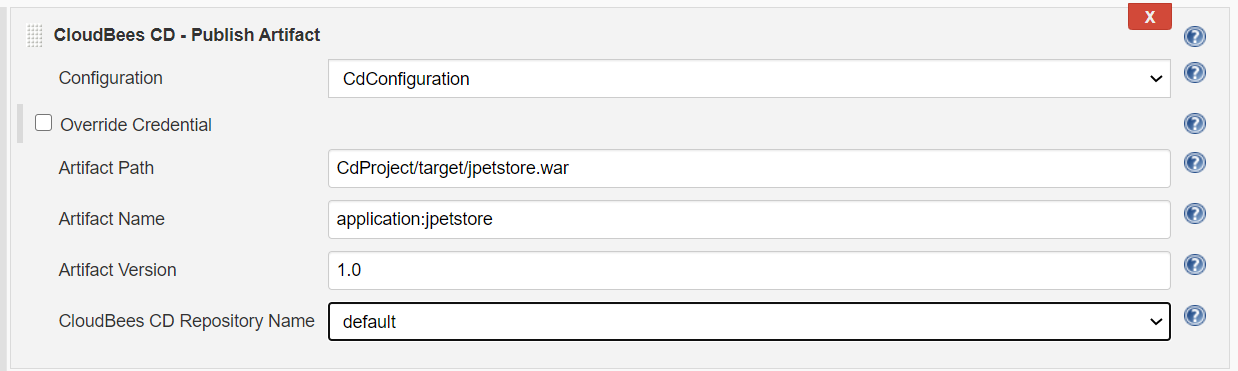 CloudBees CD - Publish Artifact
X
?
Configuration
CdConfiguration
?
Override Credential
?
Artifact Path
CdProject/target/jpetstore.war
?
Artifact Name
application:jpetstore
?
Artifact Version
1.0
?
CloudBees CD Repository Name
default
?